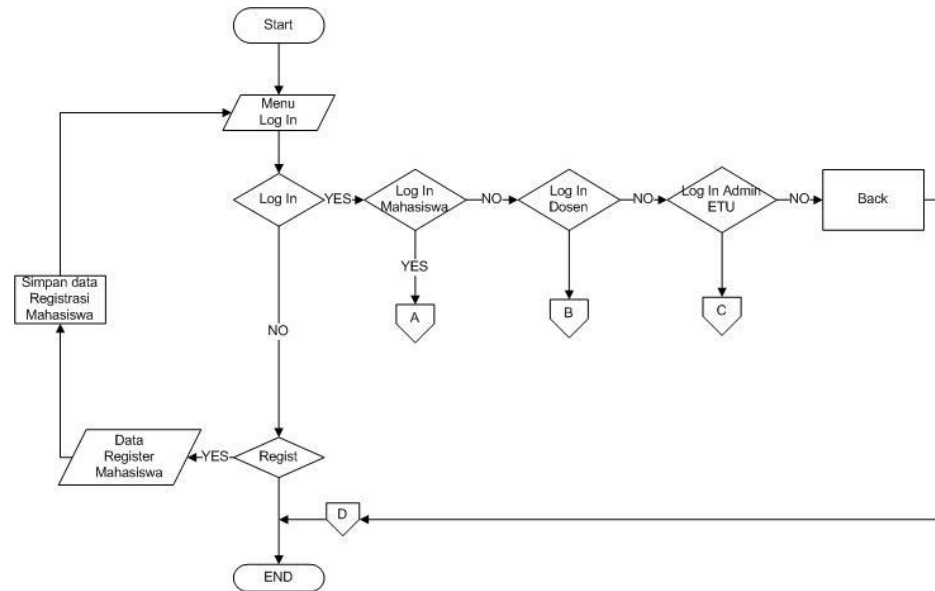 Start
Menu
Log In
Log In
YES
Log In
Mahasiswa
NO
Log In
Dosen
NO
Log In Admin
ETU
NO
Back
YES
A
B
C
Simpan data
Registrasi
Mahasiswa
NO
Data
Register
Mahasiswa
YES
Regist
D
END